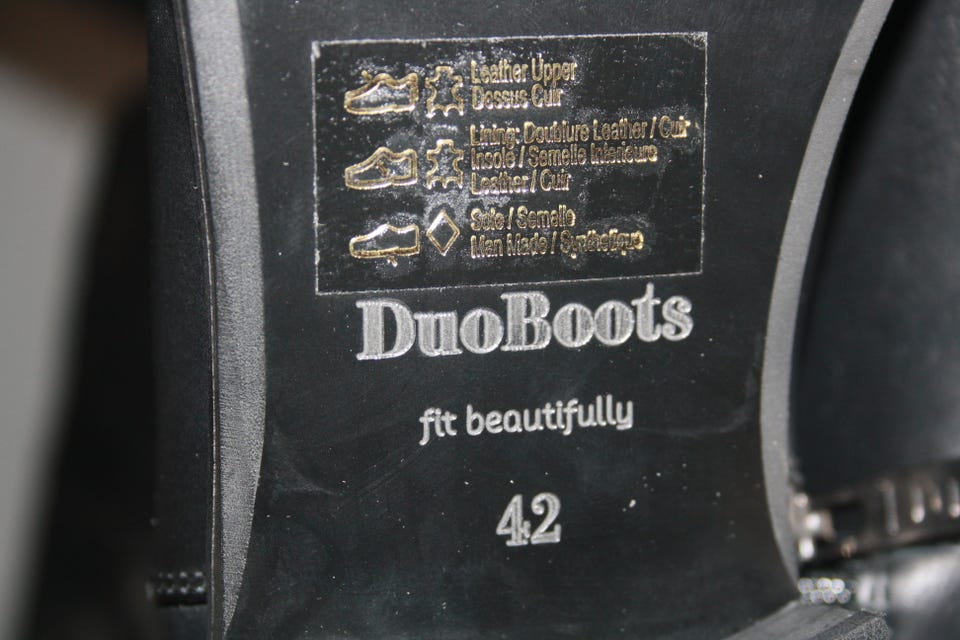 Leather Upper
Dessus Cuir
Lining: Doublure Leather / Cuir
Insole / Semelle Interieure
Leather / Cuir
Sole / Semelle
Man Made / Synthetique
DuoBoots
fit beautifully
42